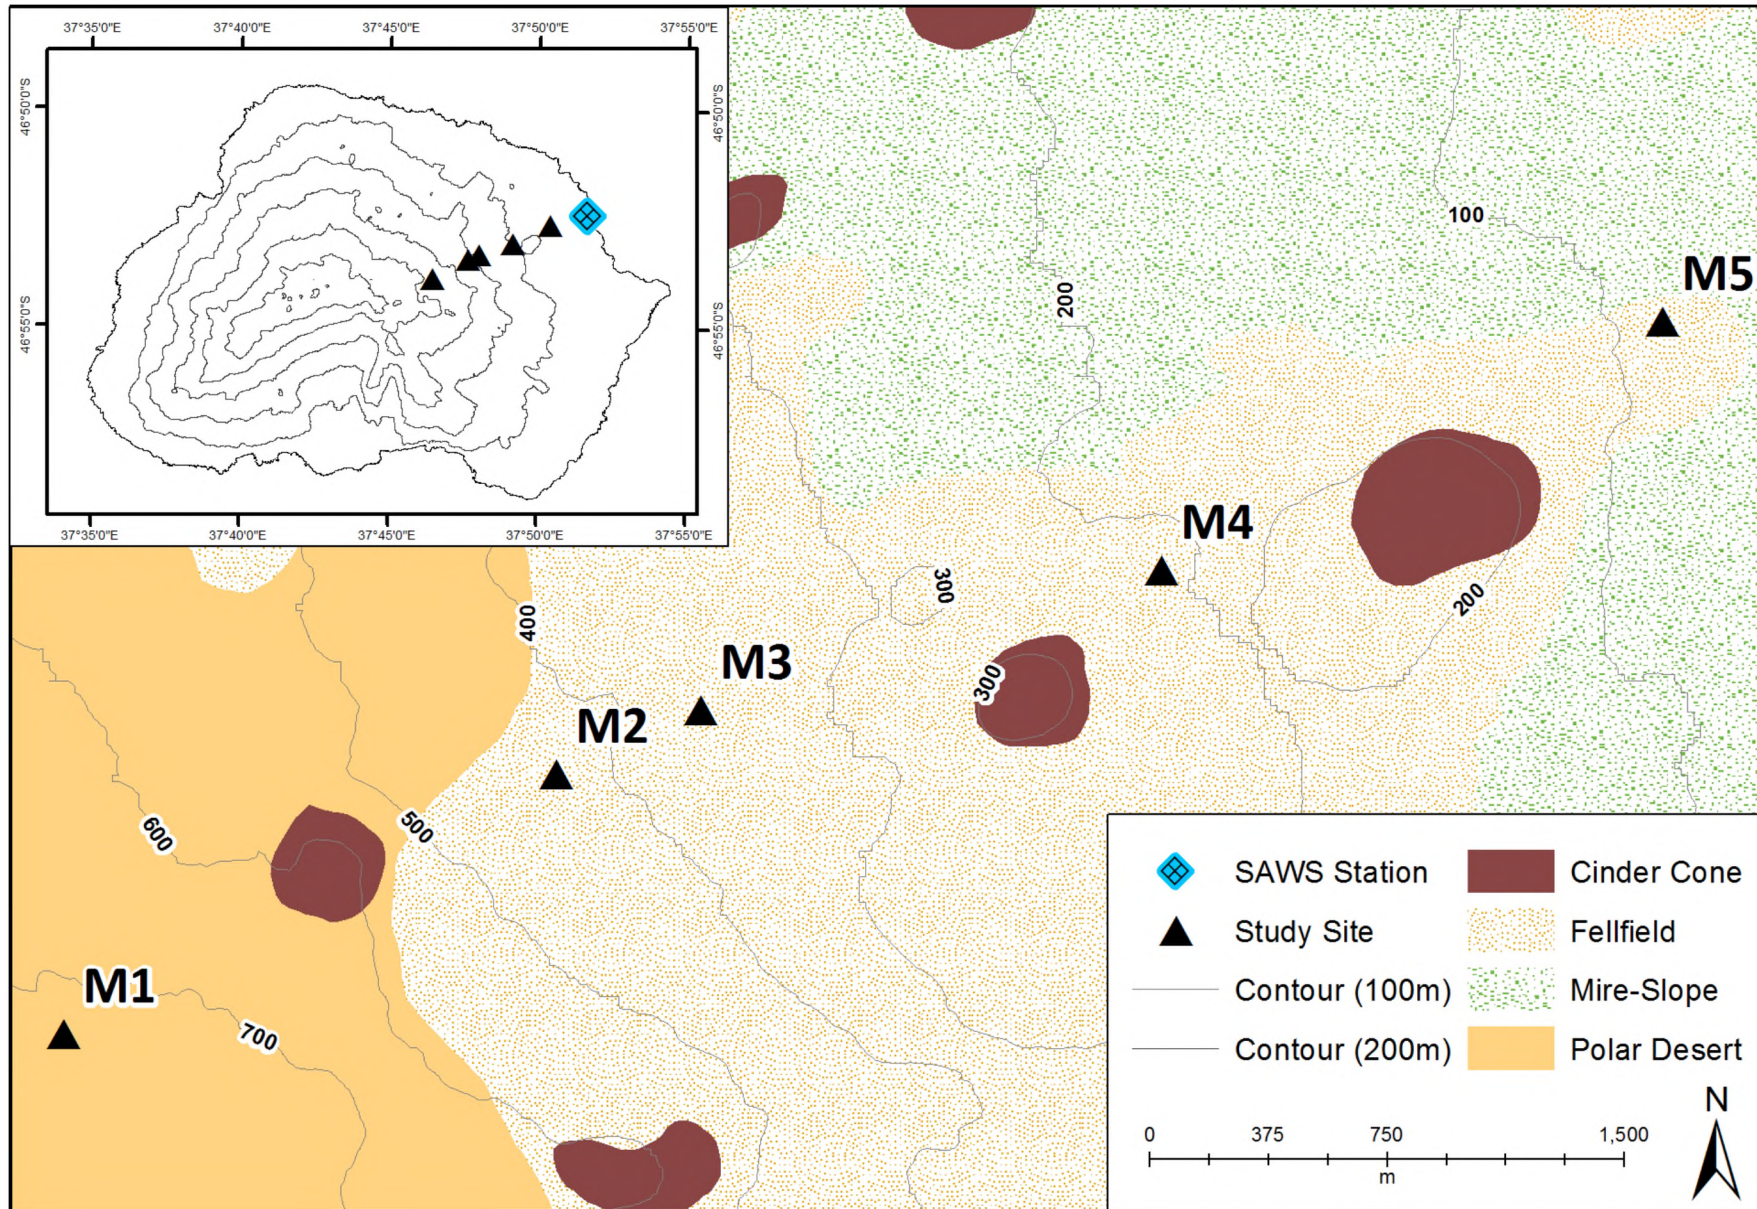 37°35'0"E 37°40'0"E 37°45'0"E 37°50'0"E 37°55'0"E
46°50'0"S
46°50'0"S
46°55'0"S
46°55'0"S
37°35'0"E 37°40'0"E 37°45'0"E 37°50'0"E 37°55'0"E
100
200
M5
M4
300
200
400
M3
300
M2
500
600
M1
700
SAWS Station
Study Site
Contour (100m)
Contour (200m)
Cinder Cone
Fellfield
Mire-Slope
Polar Desert
0 375 750 1,500
m
N